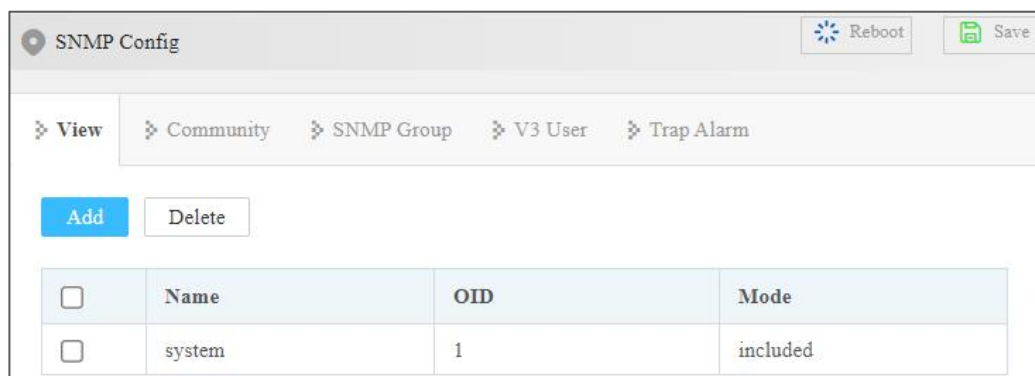 SNMP Config Reboot Save
View Community SNMP Group V3 User Trap Alarm
Add Delete
Name OID Mode
system 1 included